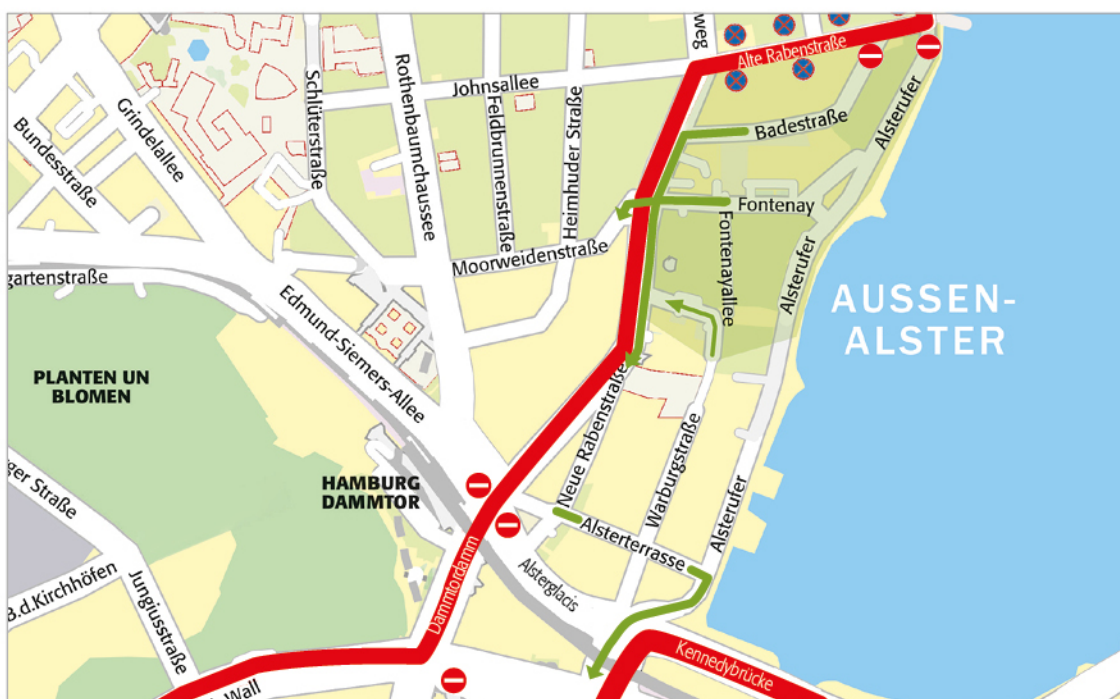 weg
Alte Rabenstraße
Johnsallee
Schlüterstraße
Rothenbaumchaussee
Feldbrunnenstraße
Heimhuder Straße
Badestraße
Alsterufer
Grindelallee
Bundesstraße
Fontenay
Fontenayallee
Moorweidenstraße
Alsterufer
gartenstraße
Edmund-Siemers-Allee
AUSSEN-
ALSTER
PLANTEN UN
BLOMEN
Neue Rabenstraße
Warburgstraße
HAMBURG
DAMMTOR
ger Straße
Alsterufer
Alsterterrasse
Dammtordamm
Alsterglacis
B.d.Kirchhöfen
Jungiusstraße
Kennedybrücke
Wall